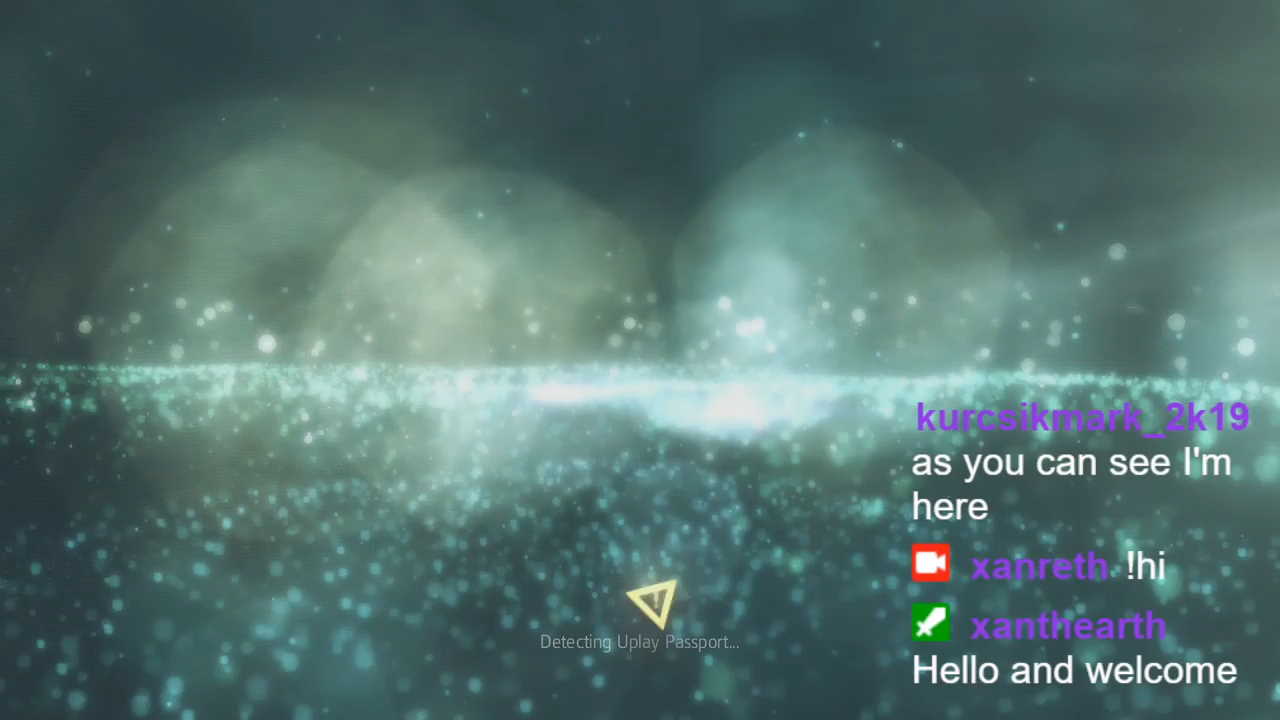 kurcsikmark_2k19
as you can see I'm
here
xanreth !hi
xanthearth
Hello and welcome
Detecting Uplay Passport...